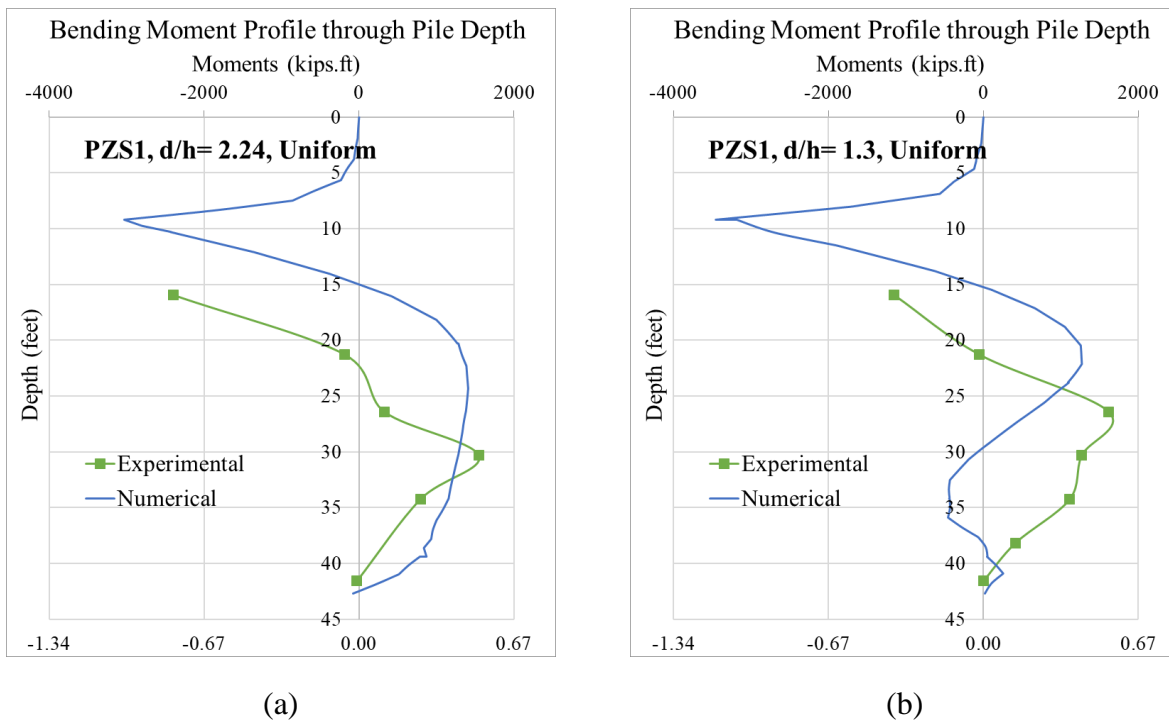 Bending Moment Profile through Pile Depth
Moments (kips.ft)
-4000 -2000 0 2000
0
PZS1, d/h= 2.24, Uniform
5
10
15
20
25
30
35
40
45
Depth (feet)
Experimental
Numerical
-1.34 -0.67 0.00 0.67
(a)
Bending Moment Profile through Pile Depth
Moments (kips.ft)
-4000 -2000 0 2000
0
PZS1, d/h= 1.3, Uniform
5
10
15
20
25
30
35
40
45
Depth (feet)
Experimental
Numerical
-1.34 -0.67 0.00 0.67
(b)